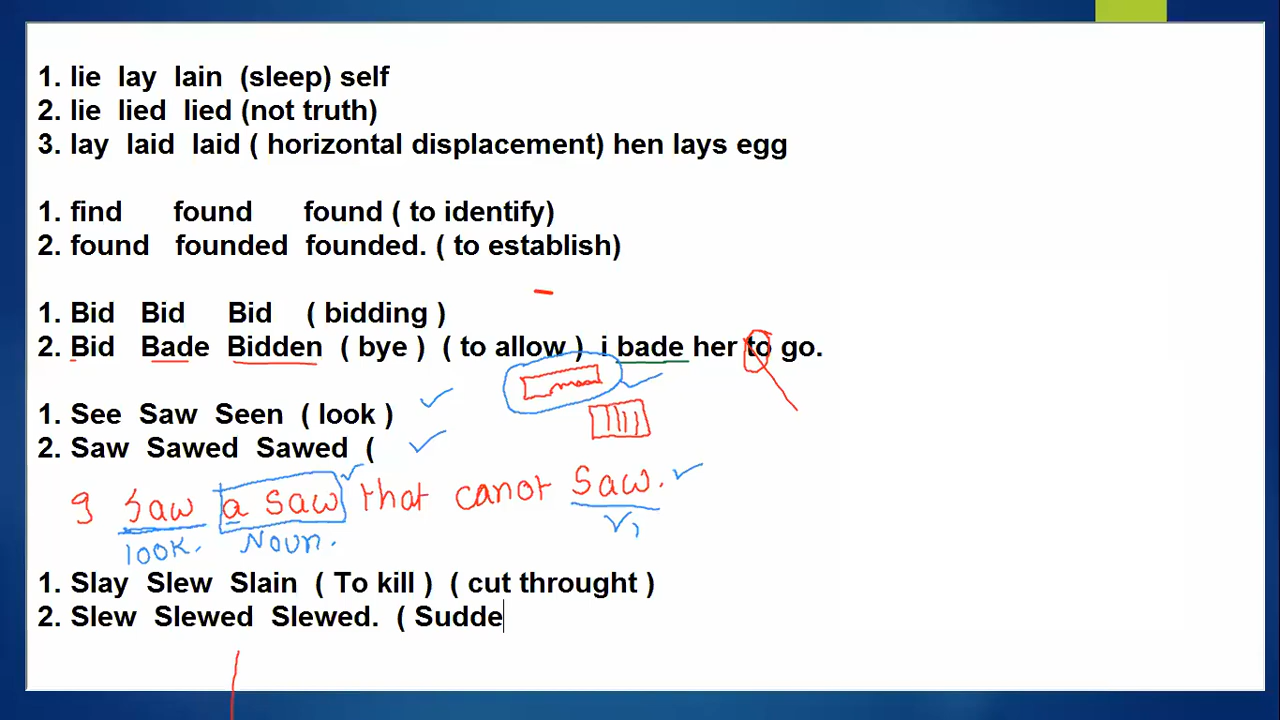 1. lie lay lain (sleep) self
2. lie lied lied (not truth)
3. lay laid laid ( horizontal displacement) hen lays egg
1. find found found ( to identify)
2. found founded founded. ( to establish)
1. Bid Bid Bid ( bidding )
2. Bid Bade Bidden ( bye ) ( to allow ) i bade her to go.
1. See Saw Seen ( look )
2. Saw Sawed Sawed (
I saw a saw that canot saw.
look. Noun. V1
1. Slay Slew Slain ( To kill ) ( cut throught )
2. Slew Slewed Slewed. ( Sudde